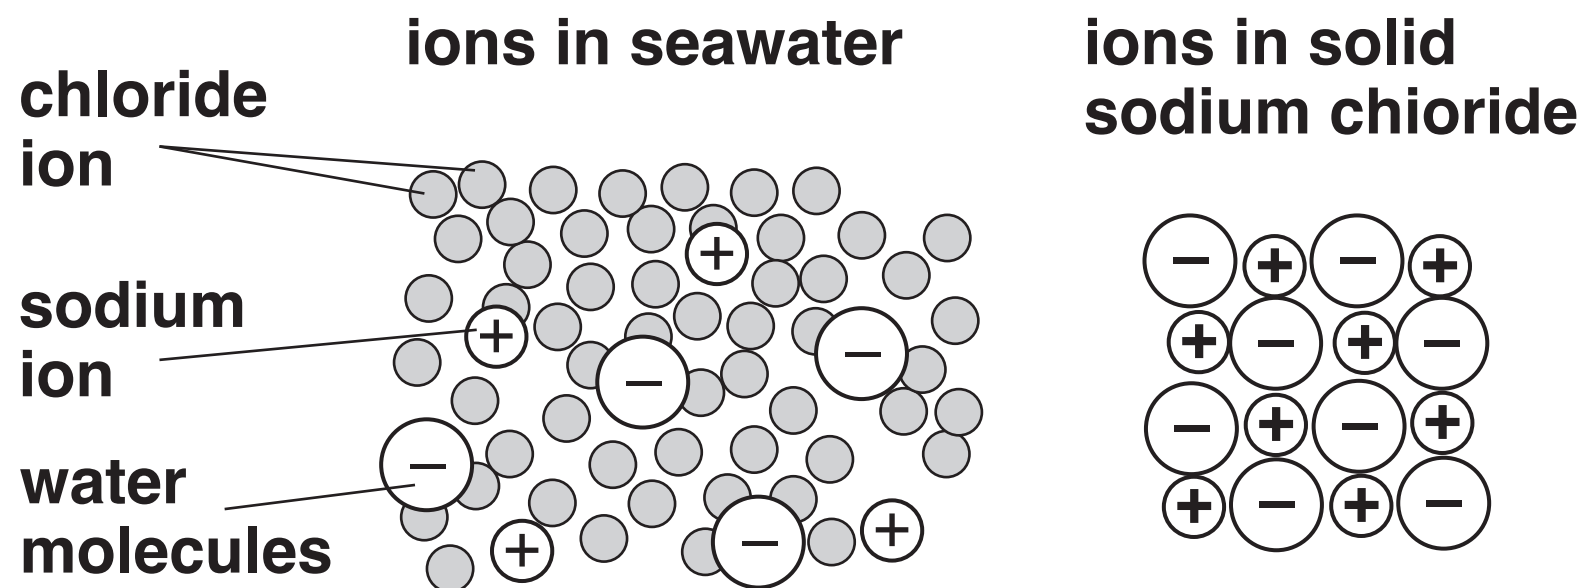 ions in seawater
ions in solid
sodium chioride
chloride
ion
sodium
ion
water
molecules
+
+
−
−
−
+
−
+
− + − +
+ − + −
− + − +
+ − + −